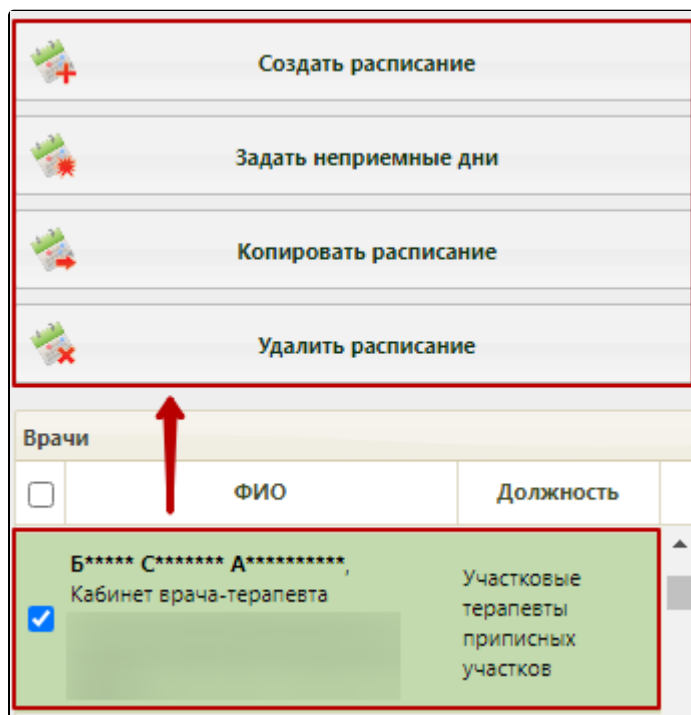 Создать расписание
Задать неприемные дни
Копировать расписание
Удалить расписание
Врачи
ФИО
Должность
Б***** С******* А**********,
Кабинет врача-терапевта
Участковые
терапевты
приписных
участков